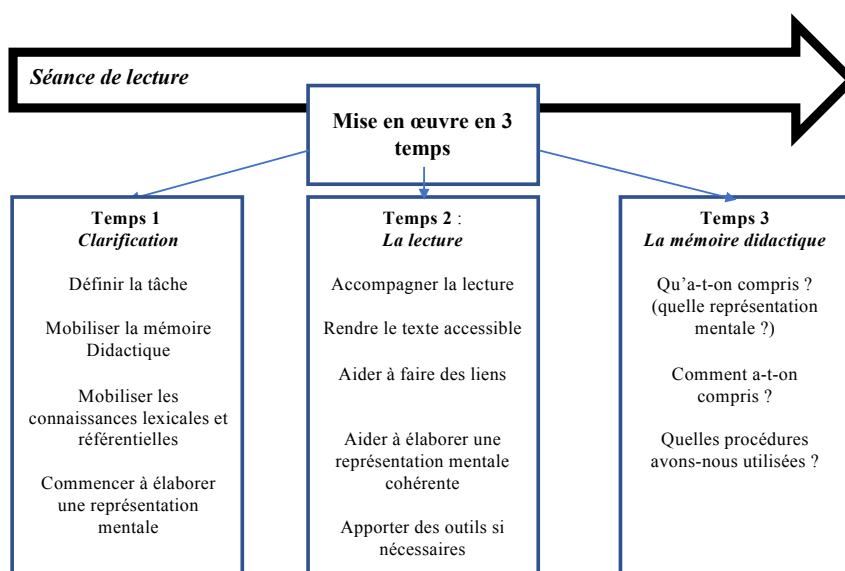 Séance de lecture
Mise en œuvre en 3
temps
Temps 1
Clarification
Définir la tâche
Mobiliser la mémoire
Didactique
Mobiliser les
connaissances lexicales et
référentielles
Commencer à élaborer
une représentation
mentale
Temps 2 :
La lecture
Accompagner la lecture
Rendre le texte accessible
Aider à faire des liens
Aider à élaborer une
représentation mentale
cohérente
Apporter des outils si
nécessaires
Temps 3
La mémoire didactique
Qu’a-t-on compris ?
(quelle représentation
mentale ?)
Comment a-t-on
compris ?
Quelles procédures
avons-nous utilisées ?